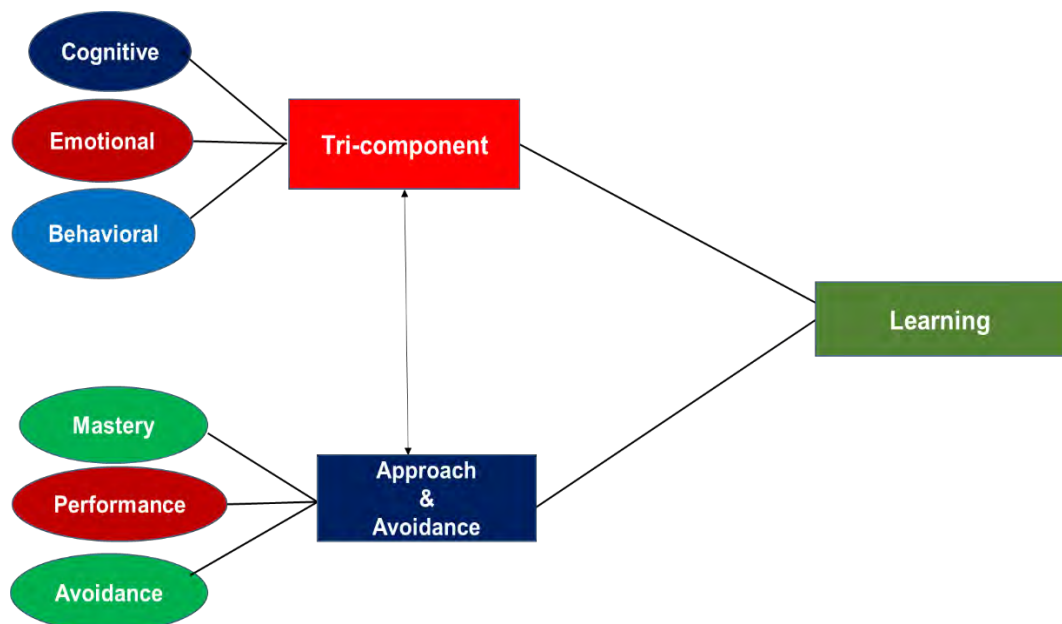 Cognitive
Emotional
Behavioral
Tri-component
Learning
Mastery
Performance
Avoidance
Approach
&
Avoidance